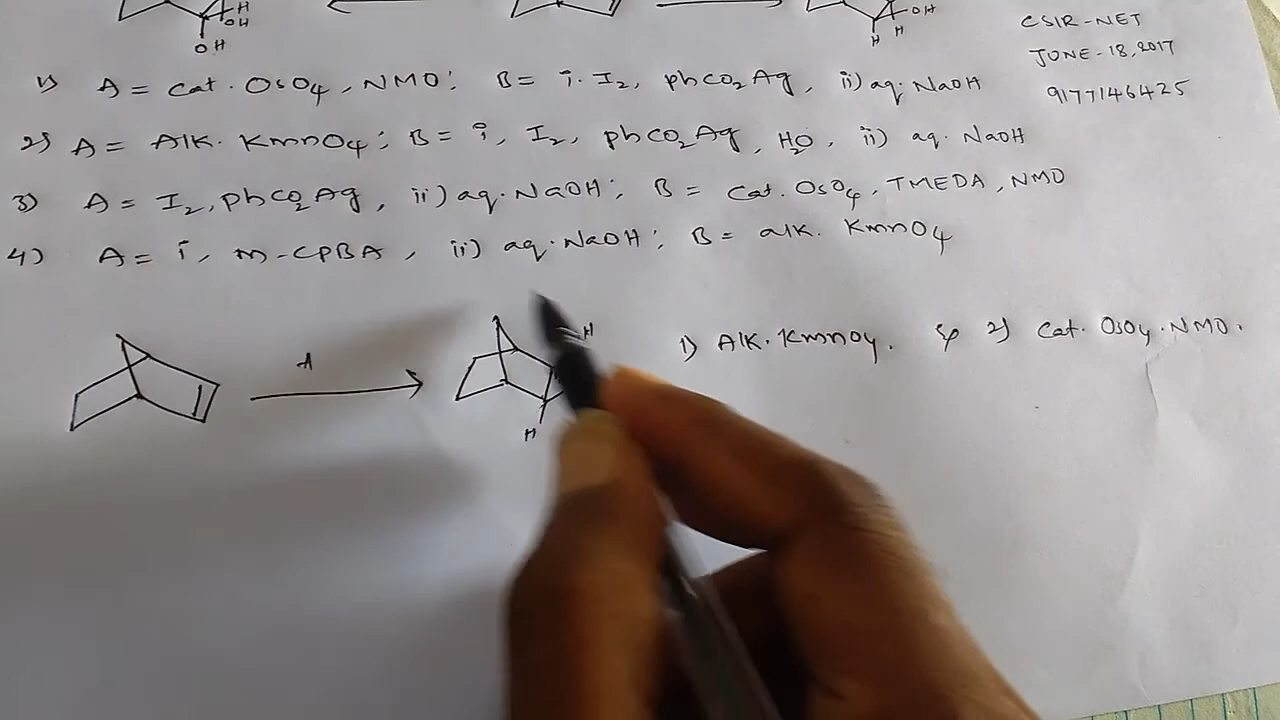 H
OH
OH
OH
H
H
CSIR-NET
JUNE-18,2017
9177146425
1) A = cat. OsO4, NMO; B = i. I2, phCO2Ag, ii) aq. NaOH
2) A = Alk. KmnO4; B = i, I2, phCO2Ag, H2O, ii) aq. NaOH
3) A = I2, phCO2Ag, ii) aq. NaOH; B = Cat. OsO4, TMEDA, NMO
4) A = i, m-CPBA, ii) aq. NaOH; B = alk. KmnO4
A
H
H
1) Alk. KmnO4. & 2) Cat. OsO4. NMO.